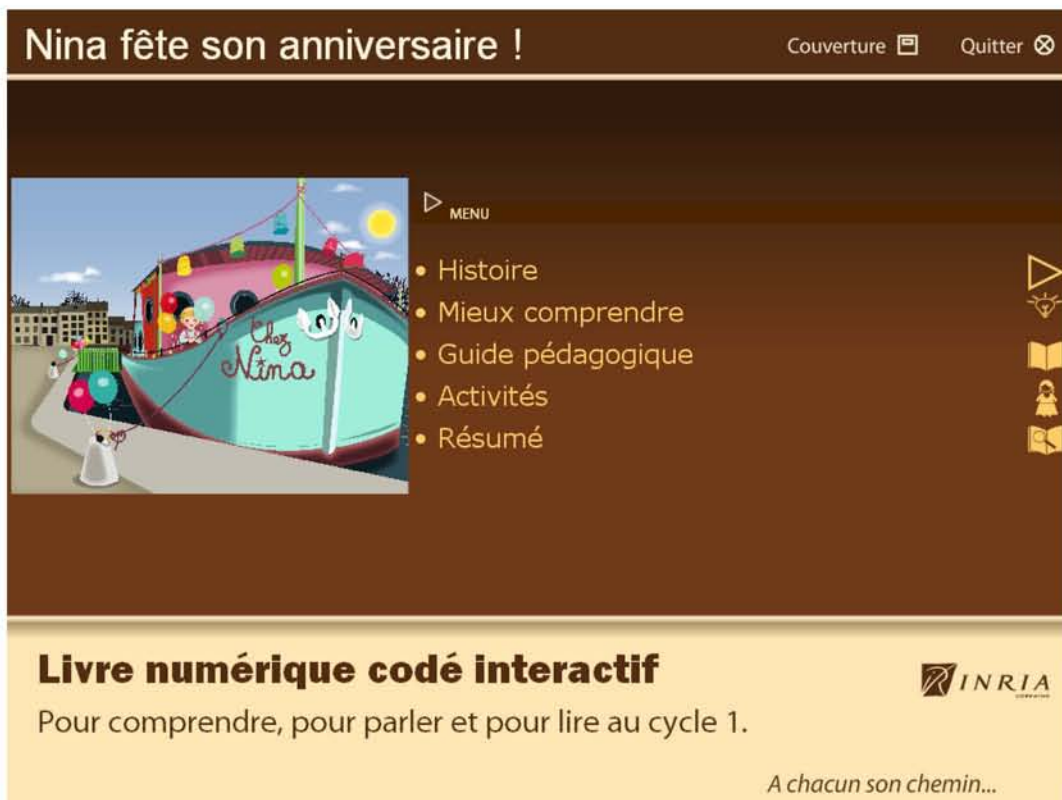 Nina fête son anniversaire !
Couverture
Quitter
MENU
Chez
Nina
• Histoire
• Mieux comprendre
• Guide pédagogique
• Activités
• Résumé
Livre numérique codé interactif
INRIA
Pour comprendre, pour parler et pour lire au cycle 1.
A chacun son chemin...